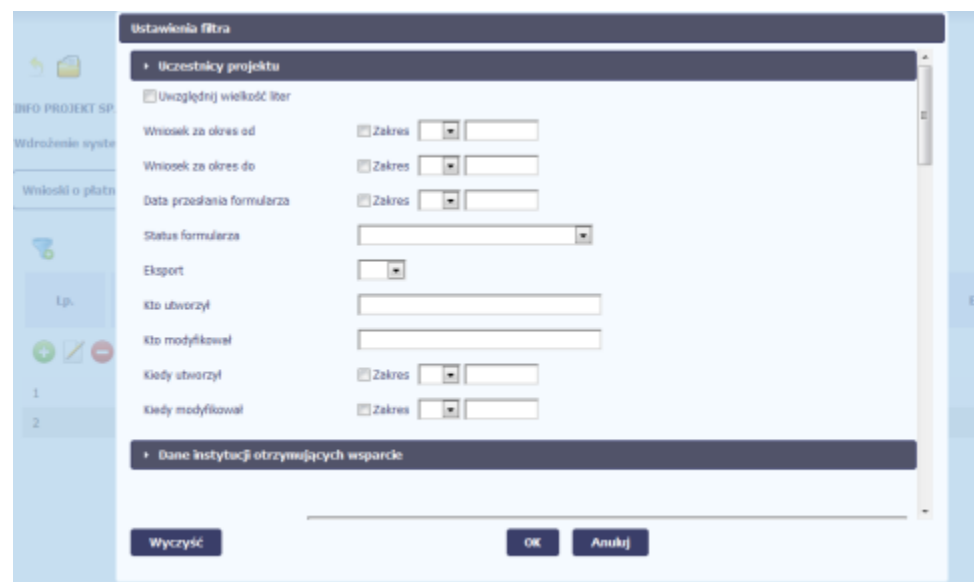 Ustawienia filtra
Uczestnicy projektu
Uwzględnij wielkość liter
INFO PROJEKT SP.
Wniosek za okres od Zakres
Wdrożenie syste
Wniosek za okres do Zakres
Wnioski o płatn
Data przesłania formularza Zakres
Status formularza
Eksport
Lp.
Kto utworzył
Kto modyfikował
Kiedy utworzył Zakres
1
Kiedy modyfikował Zakres
2
Dane instytucji otrzymujących wsparcie
Wyczyść OK Anuluj